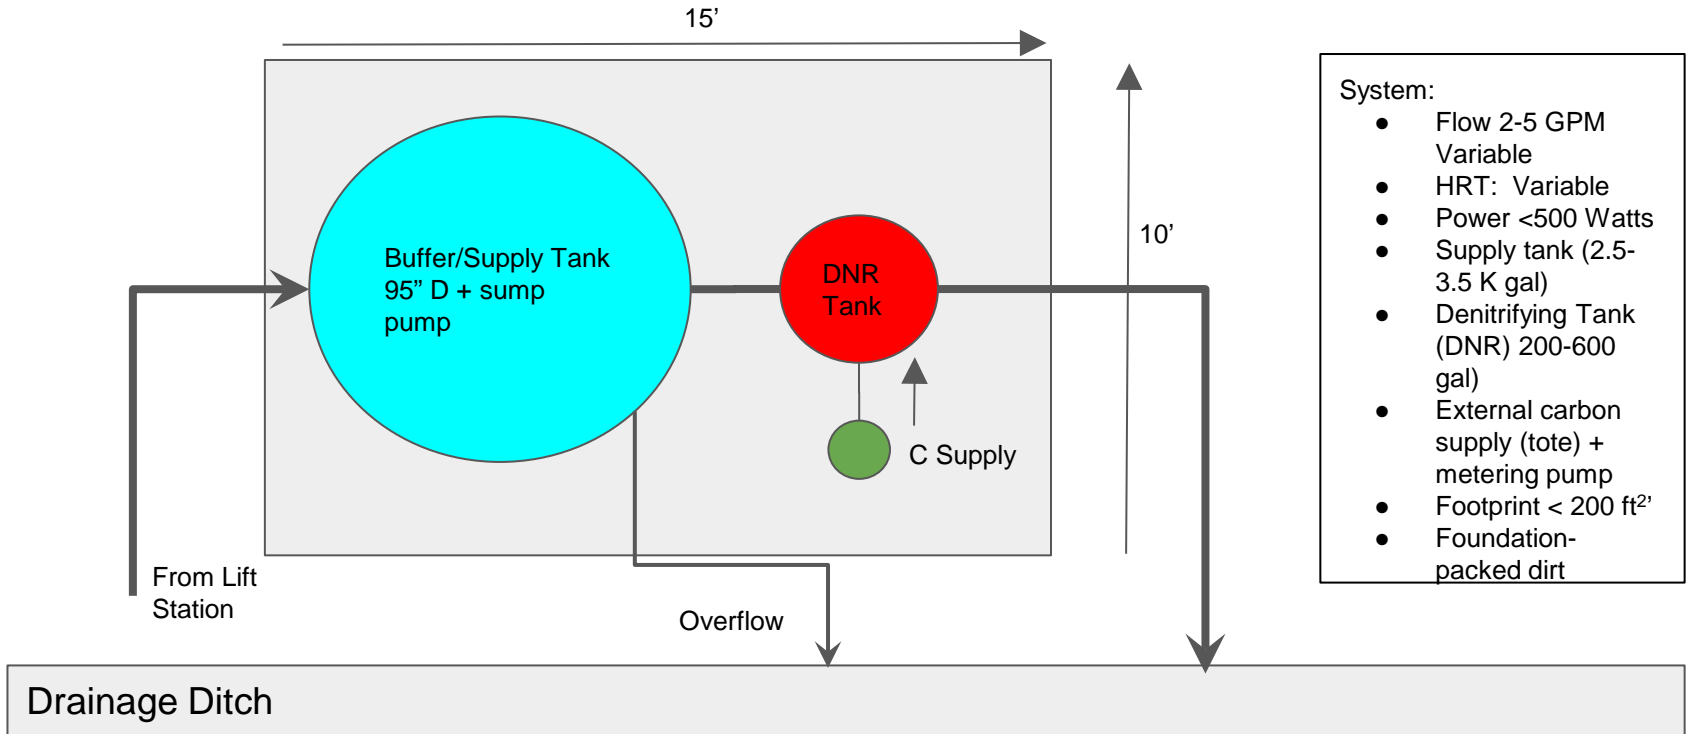 15’
10’
Buffer/Supply Tank
95” D + sump
pump
DNR
Tank
C Supply
From Lift
Station
Overflow
Drainage Ditch
System:
● Flow 2-5 GPM
Variable
● HRT: Variable
● Power <500 Watts
● Supply tank (2.5-
3.5 K gal)
● Denitrifying Tank
(DNR) 200-600
gal)
● External carbon
supply (tote) +
metering pump
● Footprint < 200 ft²’
● Foundation-
packed dirt